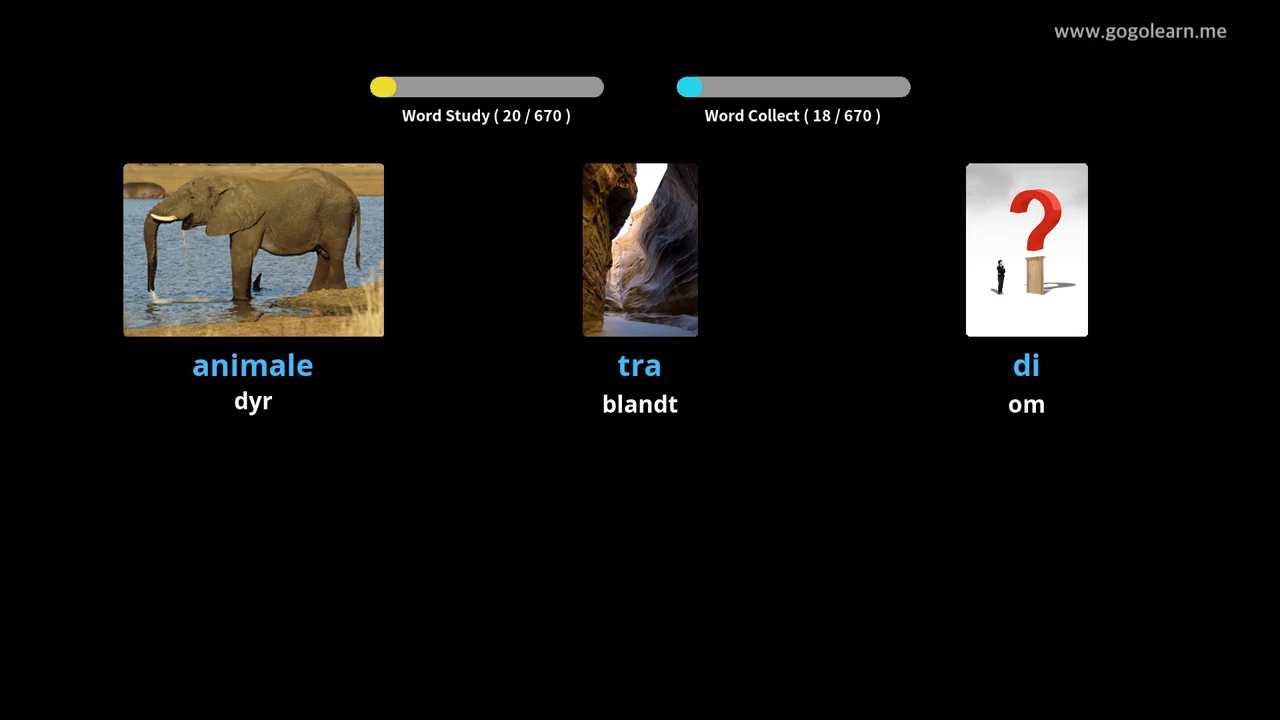 www.gogolearn.me
Word Study ( 20 / 670 )
Word Collect ( 18 / 670 )
animale
dyr
tra
blandt
di
om